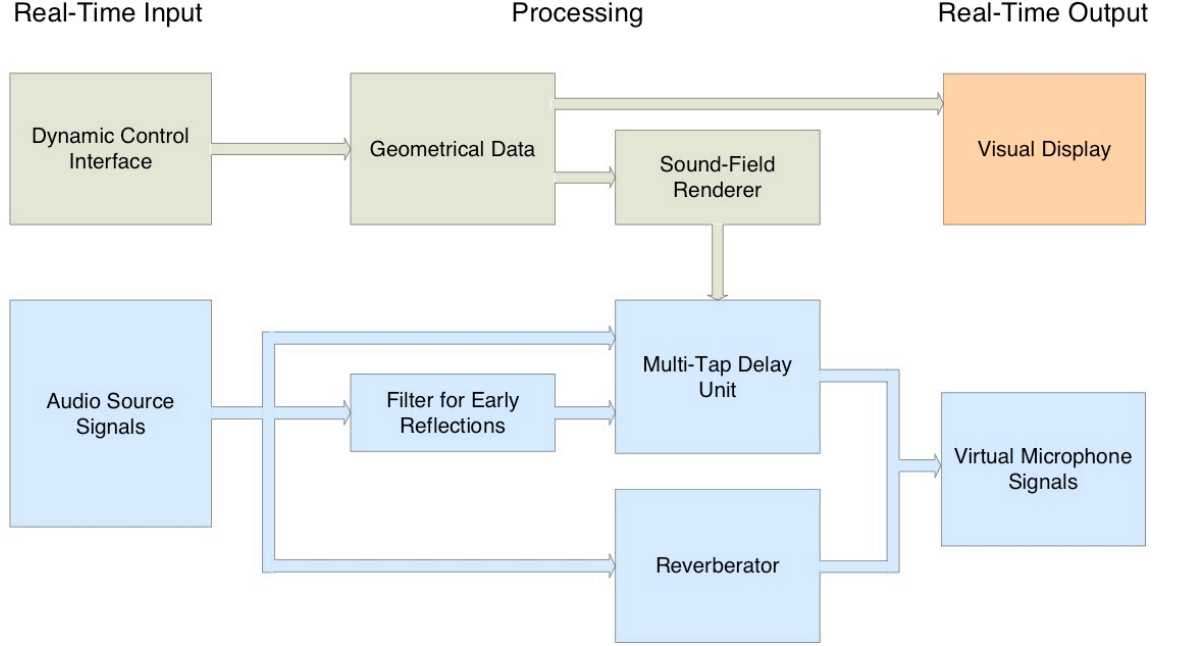 Real-Time Input
Processing
Real-Time Output
Dynamic Control
Interface
Geometrical Data
Sound-Field
Renderer
Visual Display
Audio Source
Signals
Filter for Early
Reflections
Multi-Tap Delay
Unit
Reverberator
Virtual Microphone
Signals